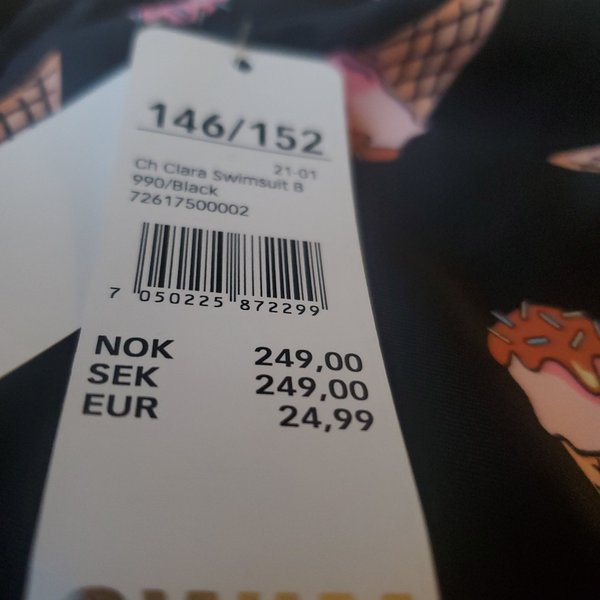 146/152
21-01
Ch Clara Swimsuit B
990/Black
72617500002
7 050225 872299
NOK 249,00
SEK 249,00
EUR 24,99